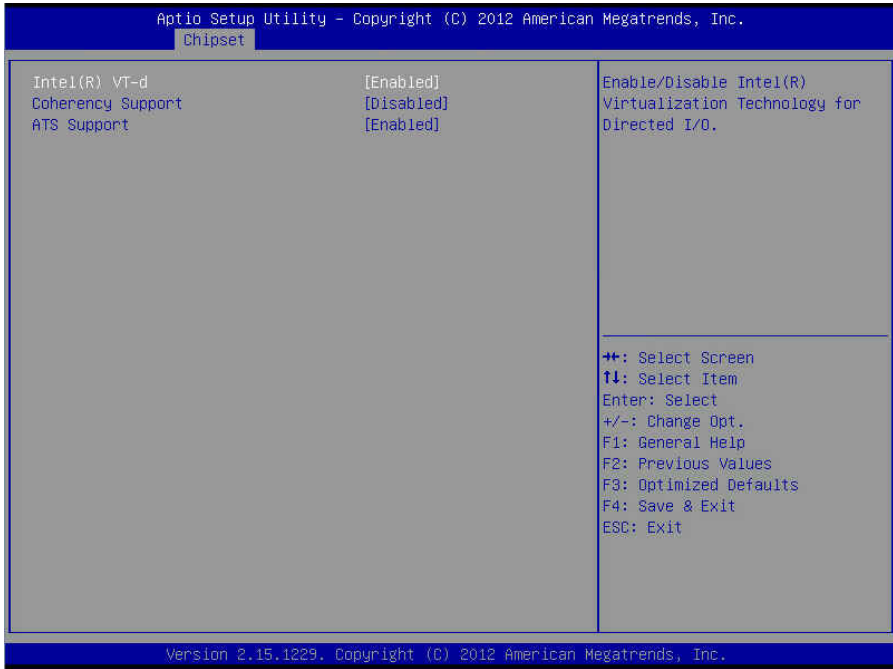 Aptio Setup Utility – Copyright (C) 2012 American Megatrends, Inc.
Chipset
Intel(R) VT-d [Enabled]
Coherency Support [Disabled]
ATS Support [Enabled]
Enable/Disable Intel(R)
Virtualization Technology for
Directed I/O.
→←: Select Screen
↑↓: Select Item
Enter: Select
+/-: Change Opt.
F1: General Help
F2: Previous Values
F3: Optimized Defaults
F4: Save & Exit
ESC: Exit
Version 2.15.1229. Copyright (C) 2012 American Megatrends, Inc.